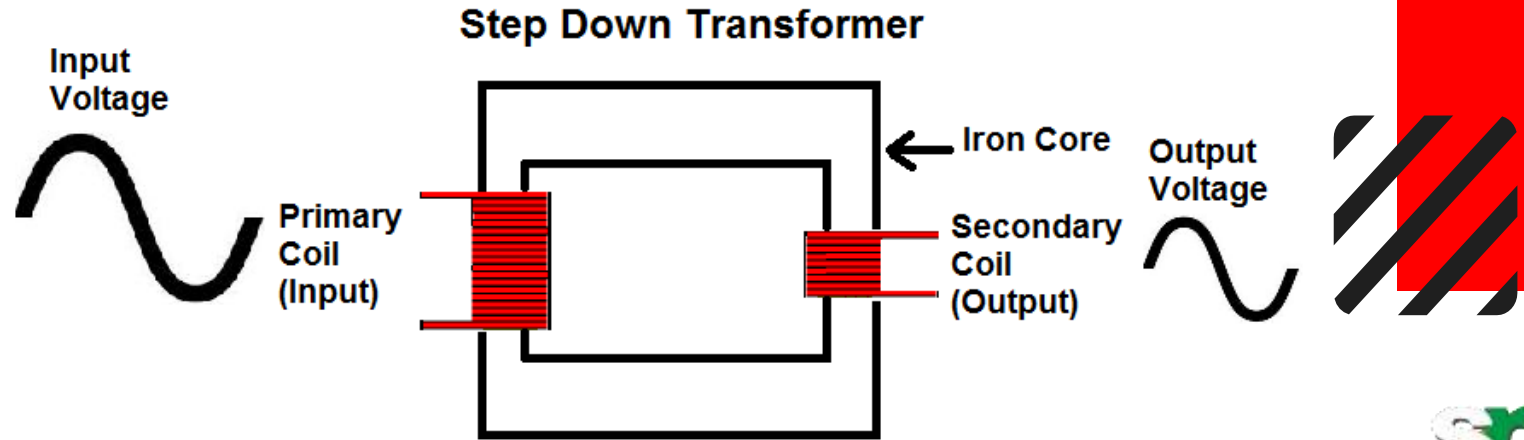 Step Down Transformer
Input
Voltage
Iron Core
Output
Voltage
Primary
Coil
(Input)
Secondary
Coil
(Output)